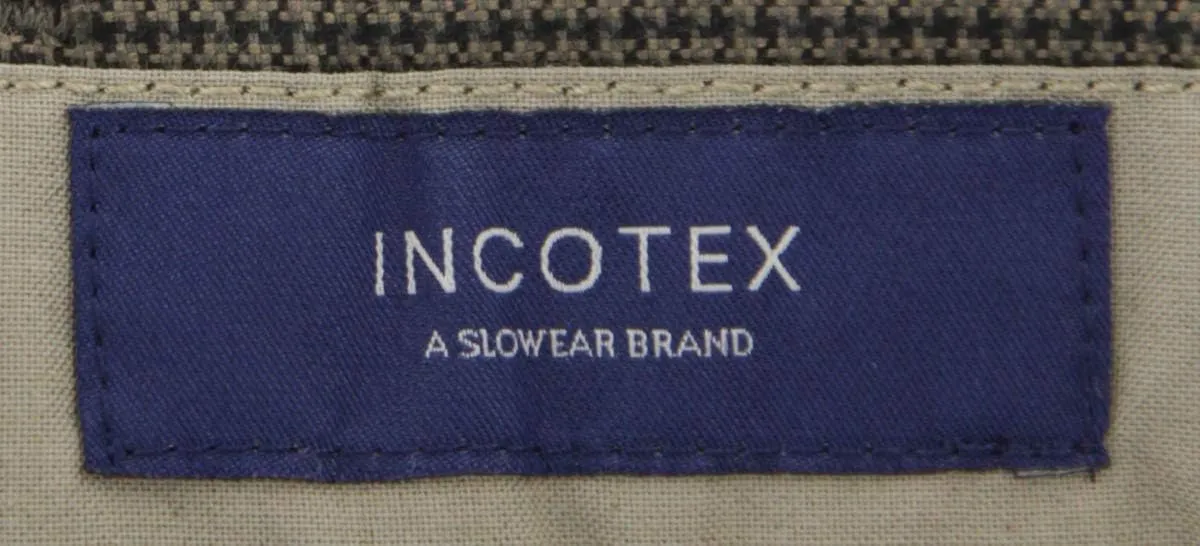 INCOTEX
A SLOWEAR BRAND